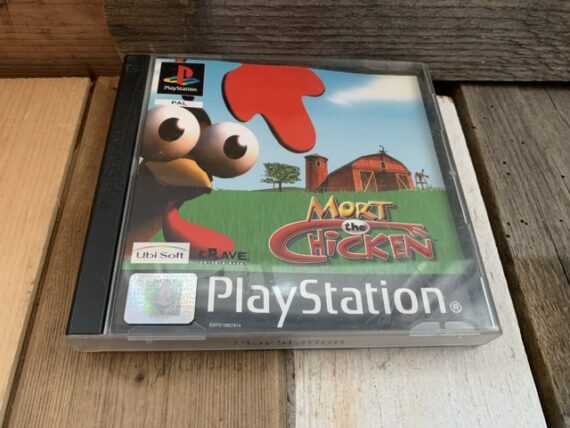 PlayStation
PAL
MORT
the
CHICKEN
Ubi Soft
CRAVE
PlayStation®
PlayStation